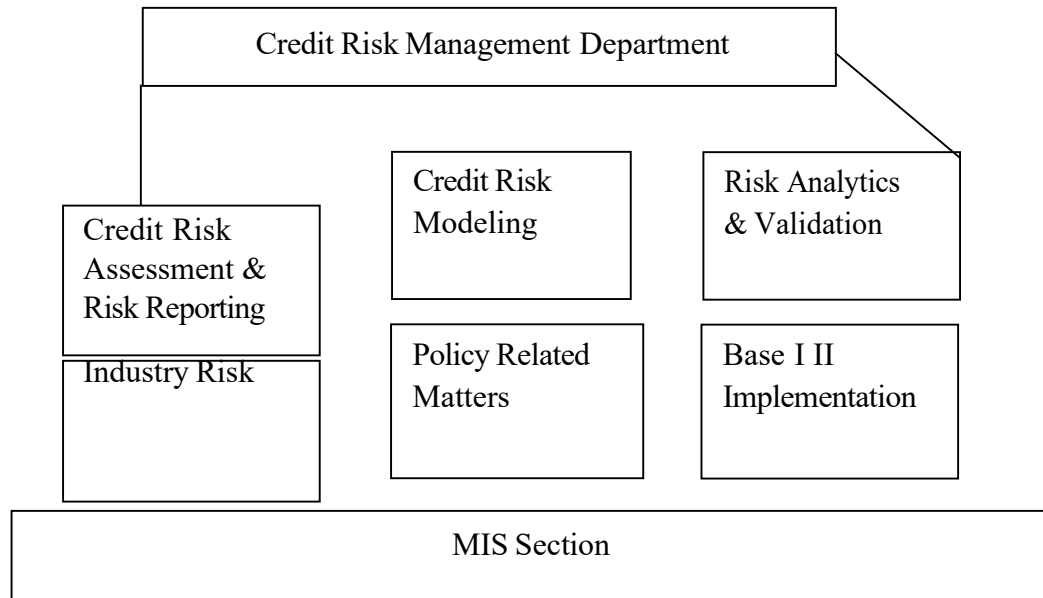 Credit Risk Management Department
Credit Risk
Modeling
Risk Analytics
& Validation
Credit Risk
Assessment &
Risk Reporting
Industry Risk
Policy Related
Matters
Base I II
Implementation
MIS Section